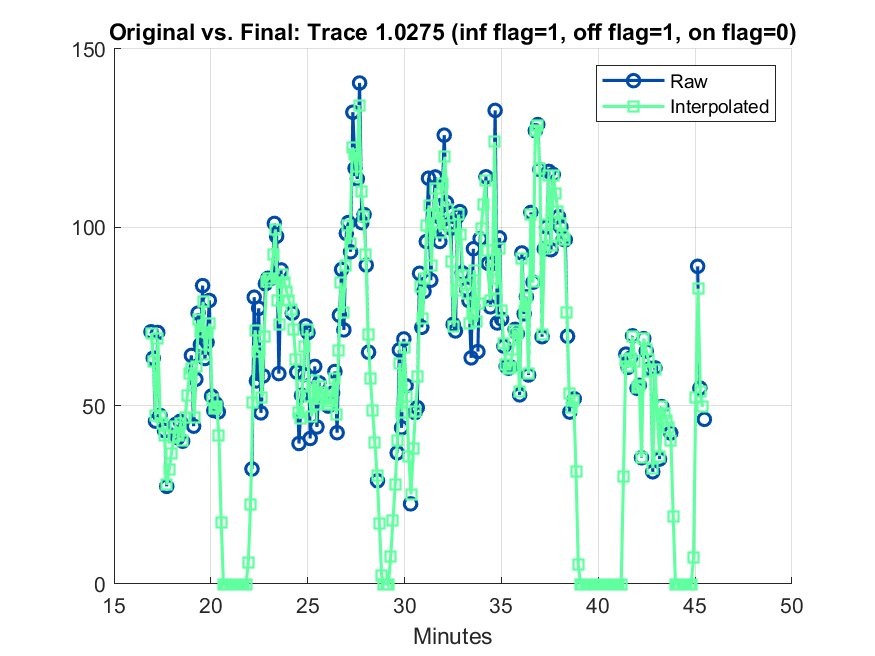 Original vs. Final: Trace 1.0275 (inf flag=1, off flag=1, on flag=0)
150
100
50
0
Raw
Interpolated
15 20 25 30 35 40 45 50
Minutes